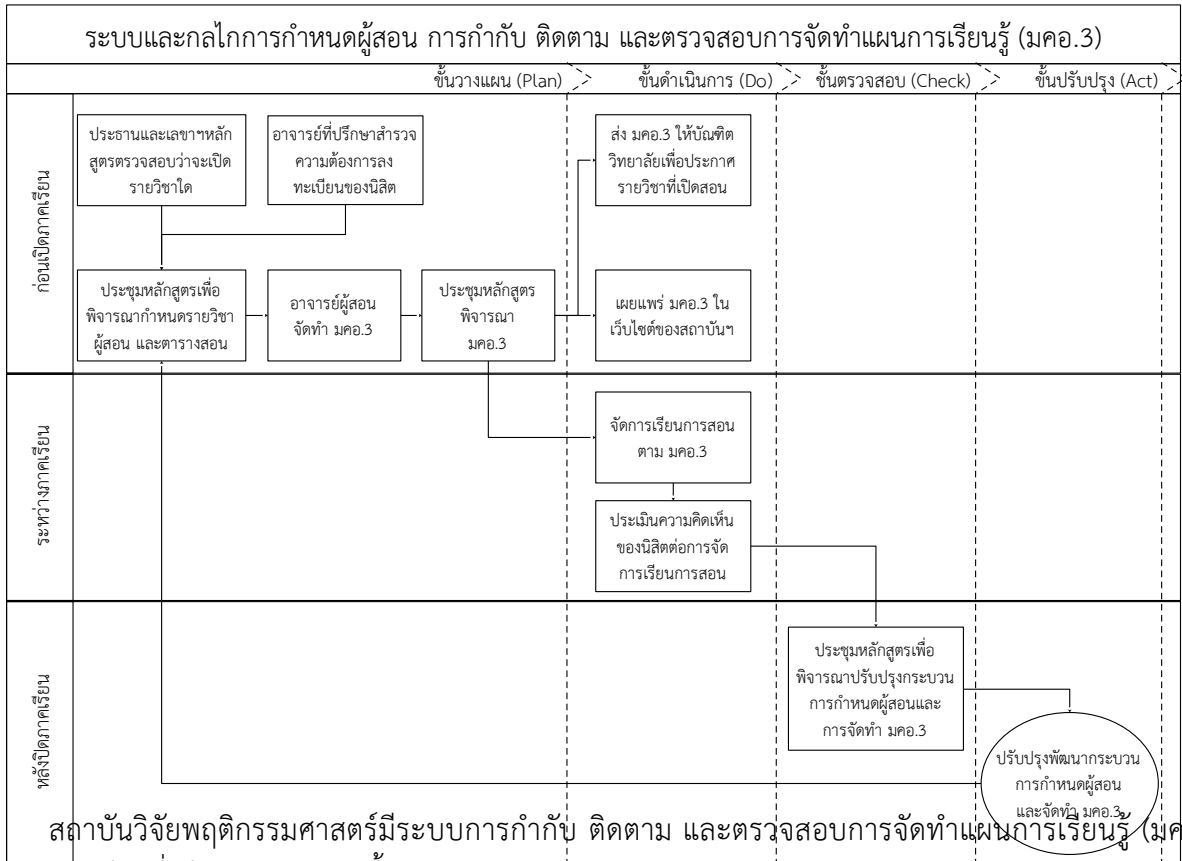 ระบบและกลไกการกำหนดผู้สอน การกำกับ ติดตาม และตรวจสอบการจัดทำแผนการเรียนรู้ (มคอ.3)
ขั้นวางแผน (Plan)
ขั้นดำเนินการ (Do)
ขั้นตรวจสอบ (Check)
ขั้นปรับปรุง (Act)
ก่อนเปิดภาคเรียน
ประธานและเลขาฯหลัก
สูตรตรวจสอบว่าจะเปิด
รายวิชาใด
อาจารย์ที่ปรึกษาสำรวจ
ความต้องการลง
ทะเบียนของนิสิต
ส่ง มคอ.3 ให้บัณฑิต
วิทยาลัยเพื่อประกาศ
รายวิชาที่เปิดสอน
ประชุมหลักสูตรเพื่อ
พิจารณากำหนดรายวิชา
ผู้สอน และตารางสอน
อาจารย์ผู้สอน
จัดทำ มคอ.3
ประชุมหลักสูตร
พิจารณา
มคอ.3
เผยแพร่ มคอ.3 ใน
เว็บไซต์ของสถาบันฯ
ระหว่างภาคเรียน
จัดการเรียนการสอน
ตาม มคอ.3
ประเมินความคิดเห็น
ของนิสิตต่อการจัด
การเรียนการสอน
หลังปิดภาคเรียน
ประชุมหลักสูตรเพื่อ
พิจารณาปรับปรุงกระบวน
การกำหนดผู้สอนและ
การจัดทำ มคอ.3
ปรับปรุงพัฒนากระบวน
การกำหนดผู้สอน
และจัดทำ มคอ.3
สถาบันวิจัยพฤติกรรมศาสตร์มีระบบการกำกับ ติดตาม และตรวจสอบการจัดทำแผนการเรียนรู้ (มค